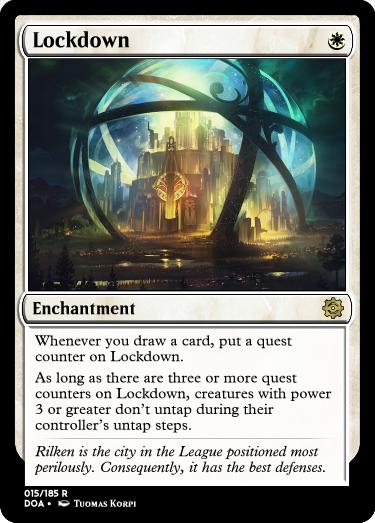 Lockdown
Enchantment
Whenever you draw a card, put a quest
counter on Lockdown.
As long as there are three or more quest
counters on Lockdown, creatures with power
3 or greater don't untap during their
controller's untap steps.
Rilken is the city in the League positioned most
perilously. Consequently, it has the best defenses.
015/185 R
DOA • Tuomas Korpi